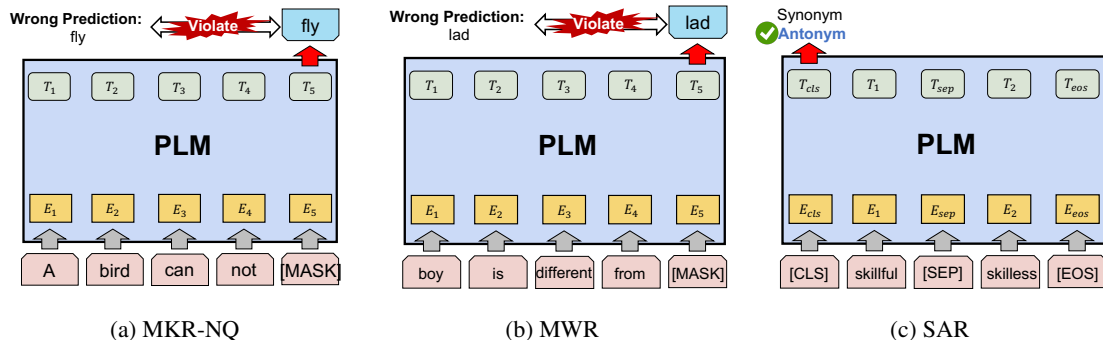 Wrong Prediction:
fly
Violate
fly
T1 T2 T3 T4 T5
PLM
E1 E2 E3 E4 E5
A bird can not [MASK]
(a) MKR-NQ
Wrong Prediction:
lad
Violate
lad
T1 T2 T3 T4 T5
PLM
E1 E2 E3 E4 E5
boy is different from [MASK]
(b) MWR
Synonym
Antonym
Tcls T1 Tsep T2 Teos
PLM
Ecls E1 Esep E2 Eeos
[CLS] skillful [SEP] skilless [EOS]
(c) SAR